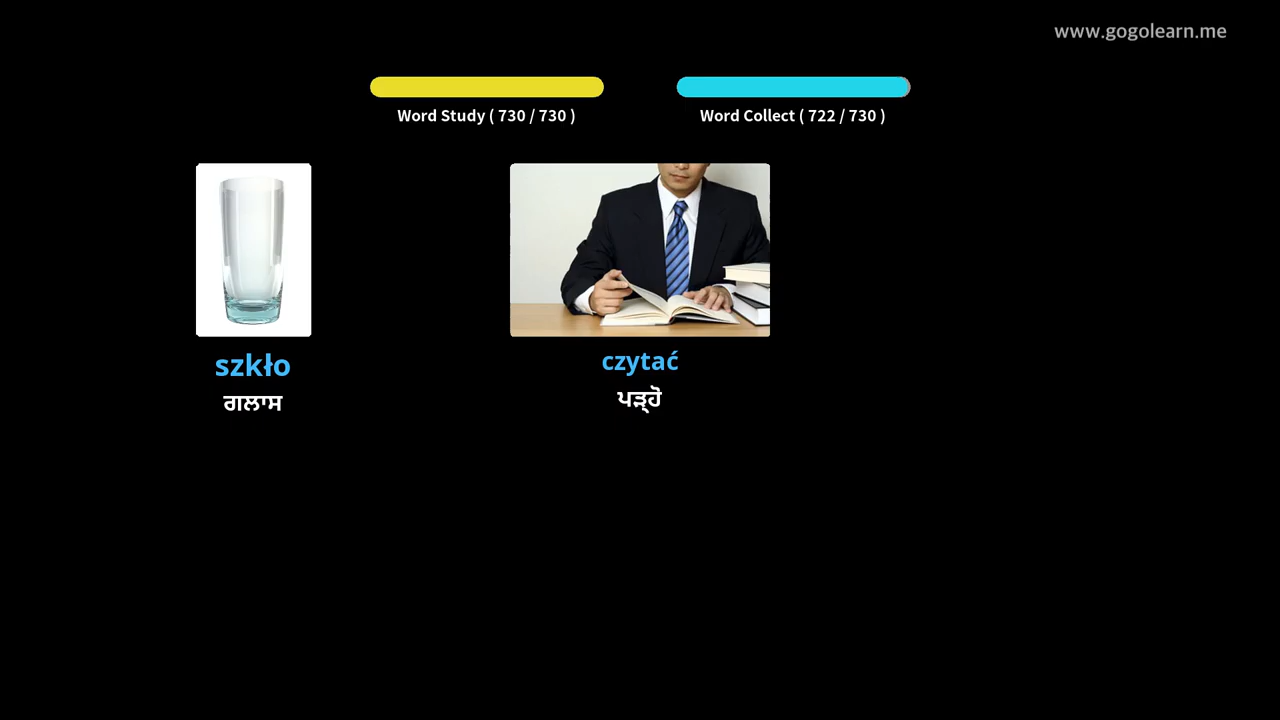 www.gogolearn.me
Word Study ( 730 / 730 )
Word Collect ( 722 / 730 )
szkło
ਗਲਾਸ
czytać
ਪੜ੍ਹੋ